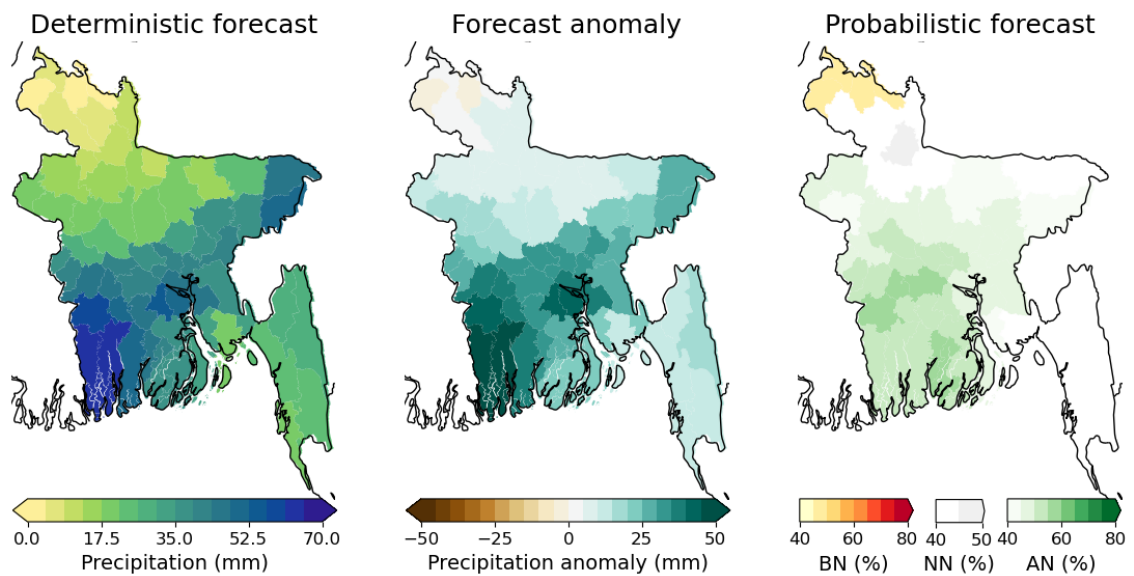 Deterministic forecast
Forecast anomaly
Probabilistic forecast
0.0 17.5 35.0 52.5 70.0
Precipitation (mm)
−50 −25 0 25 50
Precipitation anomaly (mm)
40 60 80
BN (%)
40 50
NN (%)
40 60 80
AN (%)